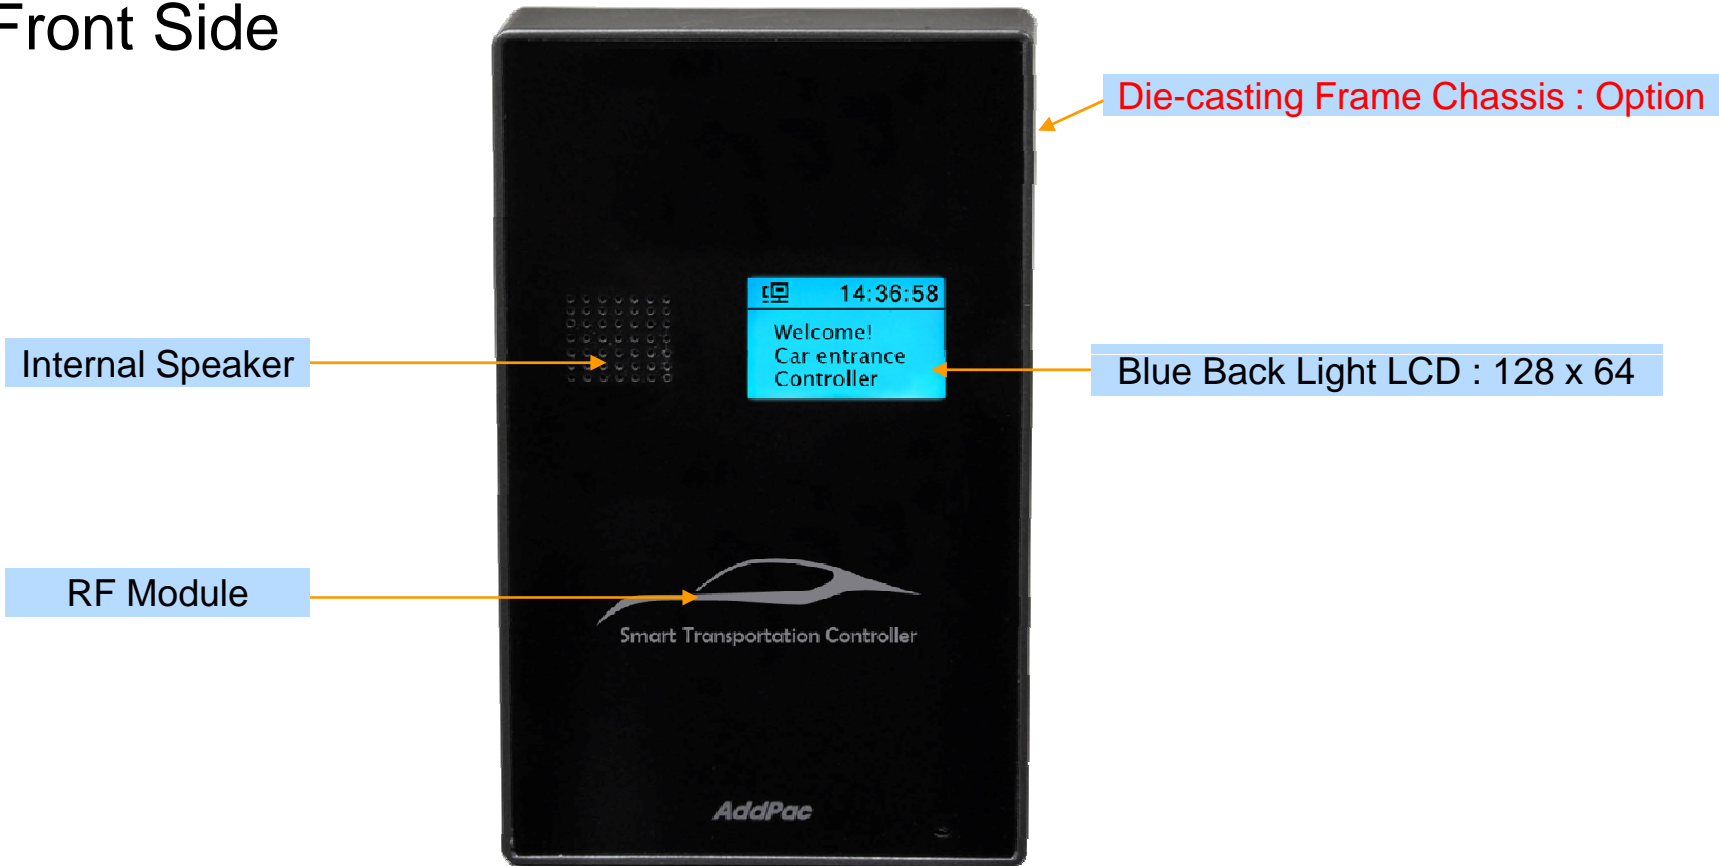 Front Side
Die-casting Frame Chassis : Option
14:36:58
Welcome!
Car entrance
Controller
Internal Speaker
Blue Back Light LCD : 128 x 64
RF Module
Smart Transportation Controller
AddPac